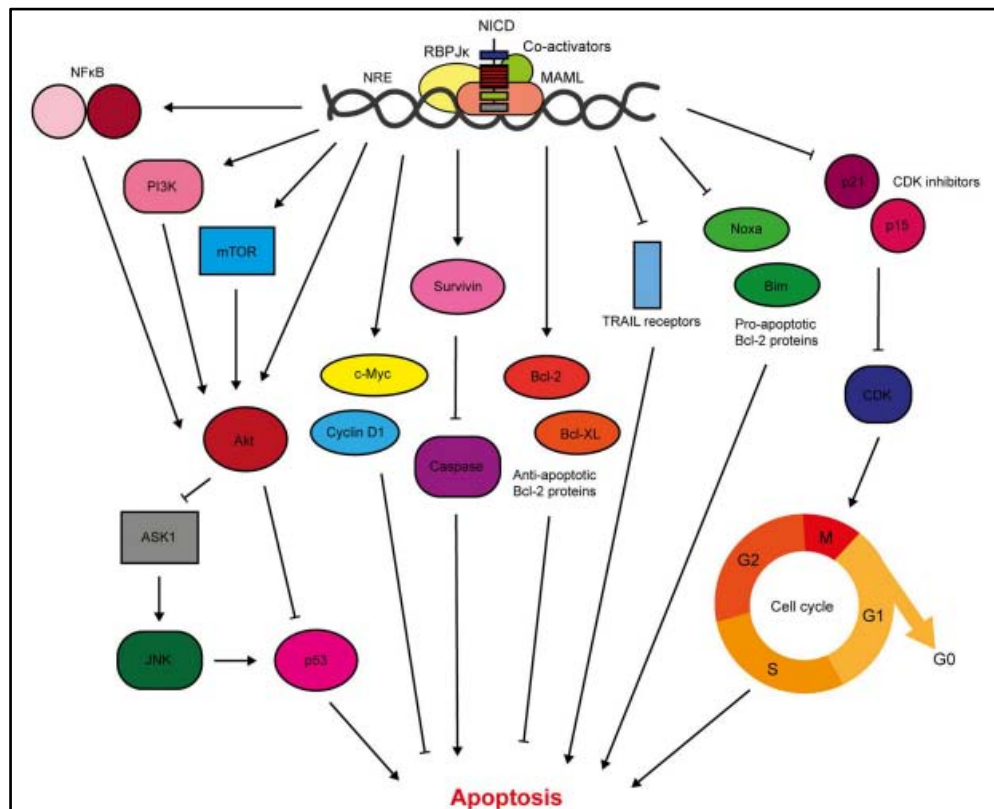 NICD
RBPJκ
Co-activators
NFκB
NRE
MAML
PI3K
p21
CDK inhibitors
p15
mTOR
Noxa
Survivin
Bim
TRAIL receptors
Pro-apoptotic
Bcl-2 proteins
c-Myc
Bcl-2
CDK
Akt
Cyclin D1
Bcl-XL
Caspase
Anti-apoptotic
Bcl-2 proteins
ASK1
M
G2
Cell cycle
G1
JNK
p53
S
G0
Apoptosis